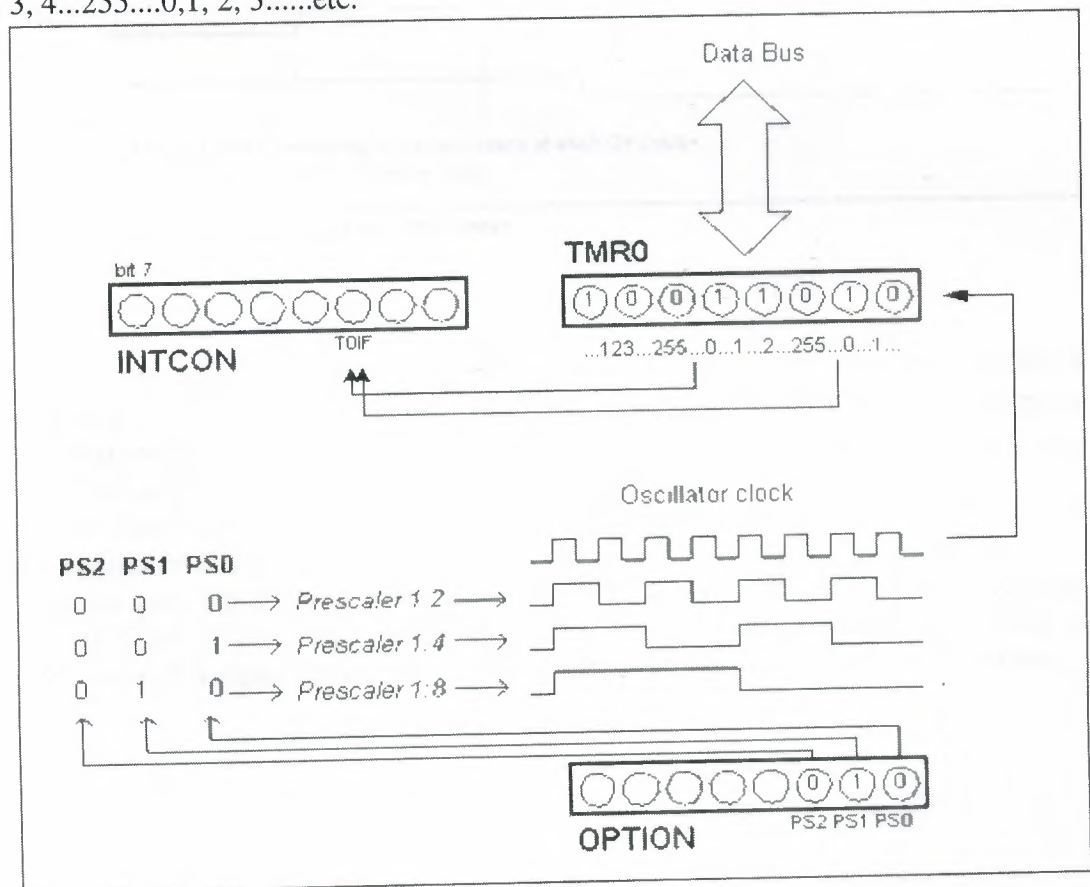 3, 4...255....0,1, 2, 3......etc.
Data Bus
TMR0
bit 7
1 0 0 1 1 0 1 0
TOIF
...123...255...0...1...2...255...0...1...
INTCON
Oscillator clock
PS2 PS1 PS0
0 0 0 Prescaler 1:2
0 0 1 Prescaler 1:4
0 1 0 Prescaler 1:8
0 1 0
PS2 PS1 PS0
OPTION